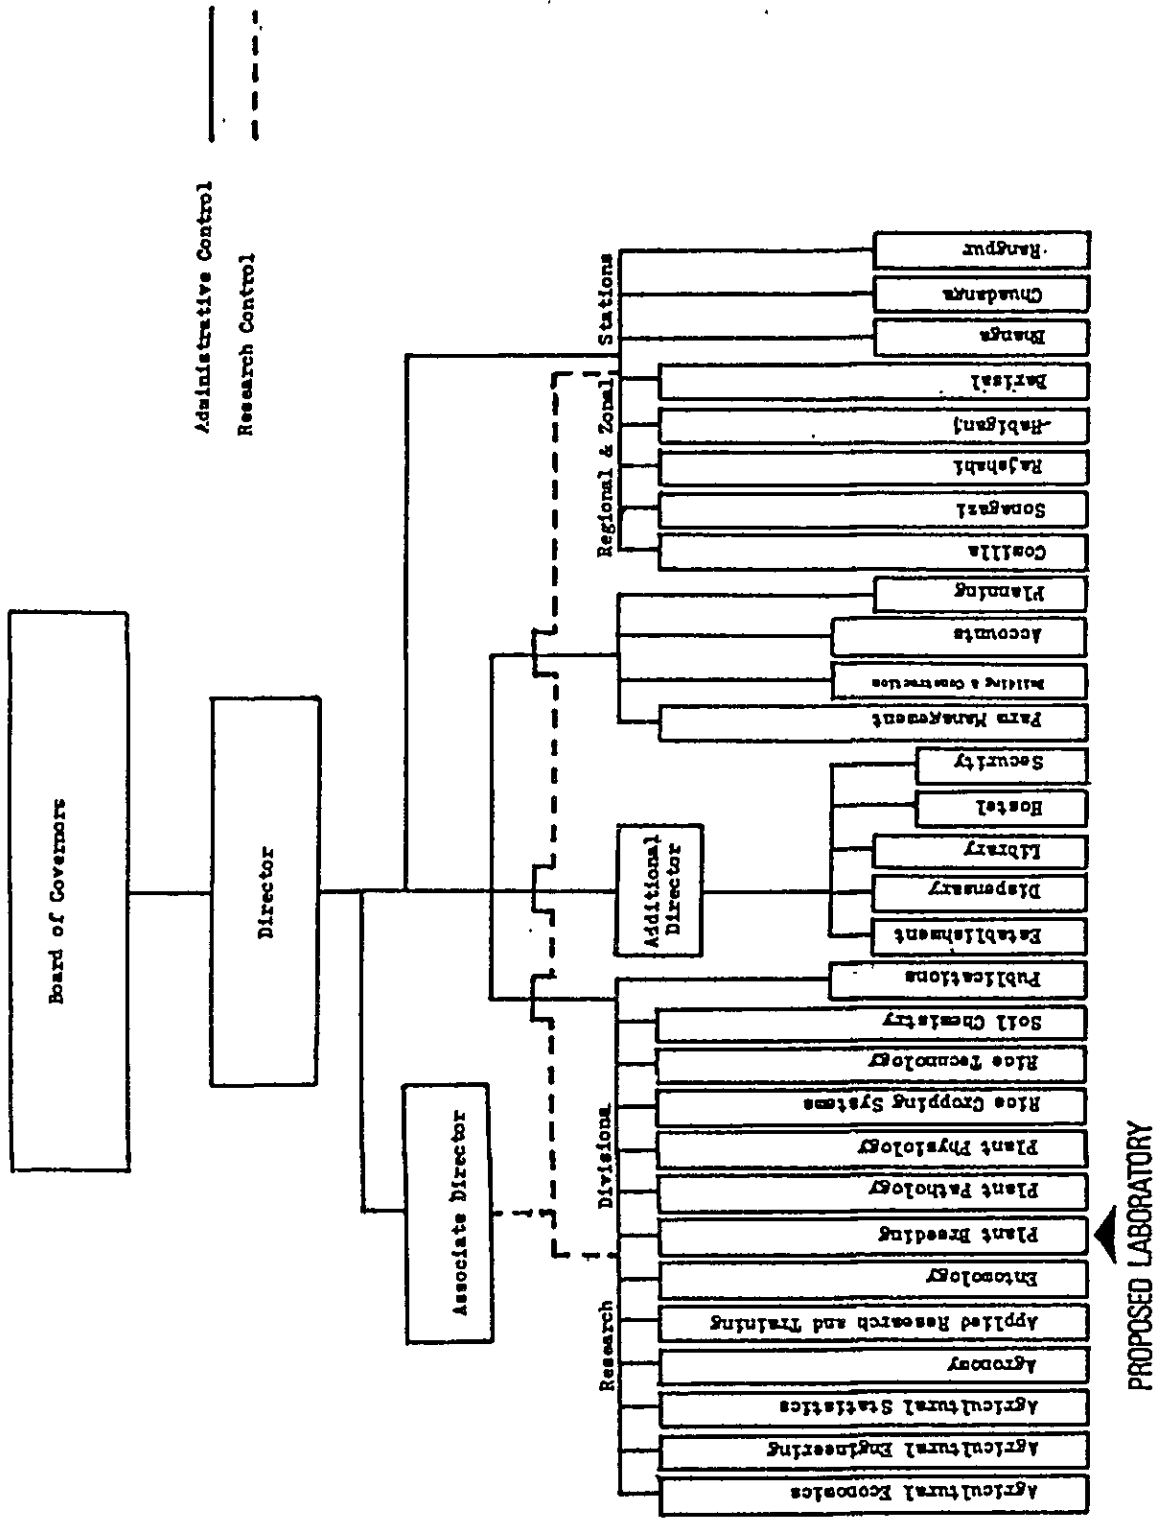 Administrative Control
Research Control
Board of Governors
Director
Associate Director
Additional
Director
Research Divisions
Regional & Zonal Stations
Agricultural Economics
Agricultural Engineering
Agricultural Statistics
Agronomy
Applied Research and Training
Entomology
Plant Breeding
Plant Pathology
Plant Physiology
Rice Cropping Systems
Rice Technology
Soil Chemistry
Publications
Establishment
Dispensary
Library
Hostel
Security
Farm Management
Building & Construction
Accounts
Planning
Comilla
Sonagazi
Rajshahi
Habiganj
Barisal
Bhanga
Chuadanga
Rangpur
PROPOSED LABORATORY